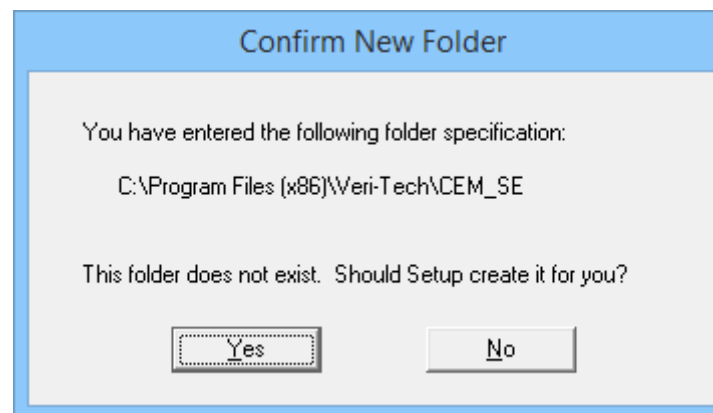 Confirm New Folder
You have entered the following folder specification:
C:\Program Files (x86)\Veri-Tech\CEM_SE
This folder does not exist.  Should Setup create it for you?
Yes
No